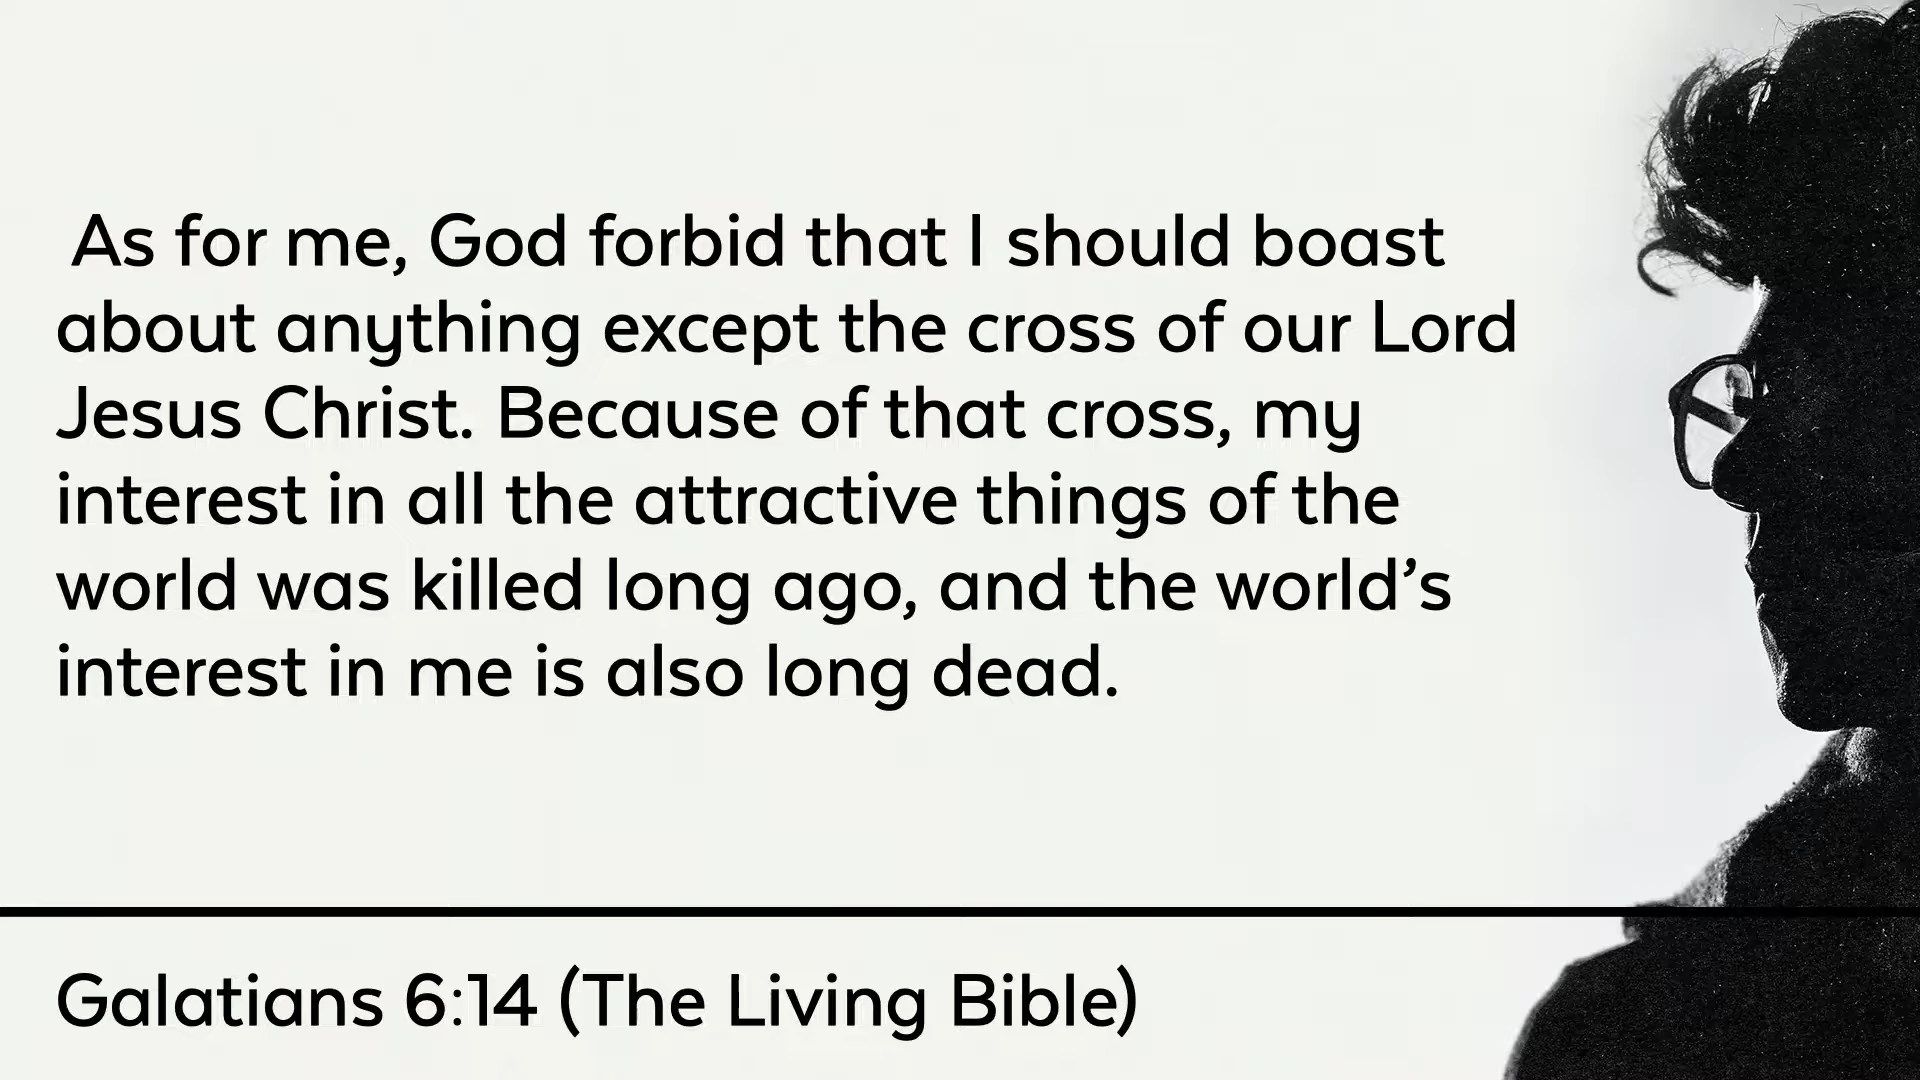 As for me, God forbid that I should boast
about anything except the cross of our Lord
Jesus Christ. Because of that cross, my
interest in all the attractive things of the
world was killed long ago, and the world’s
interest in me is also long dead.
Galatians 6:14 (The Living Bible)